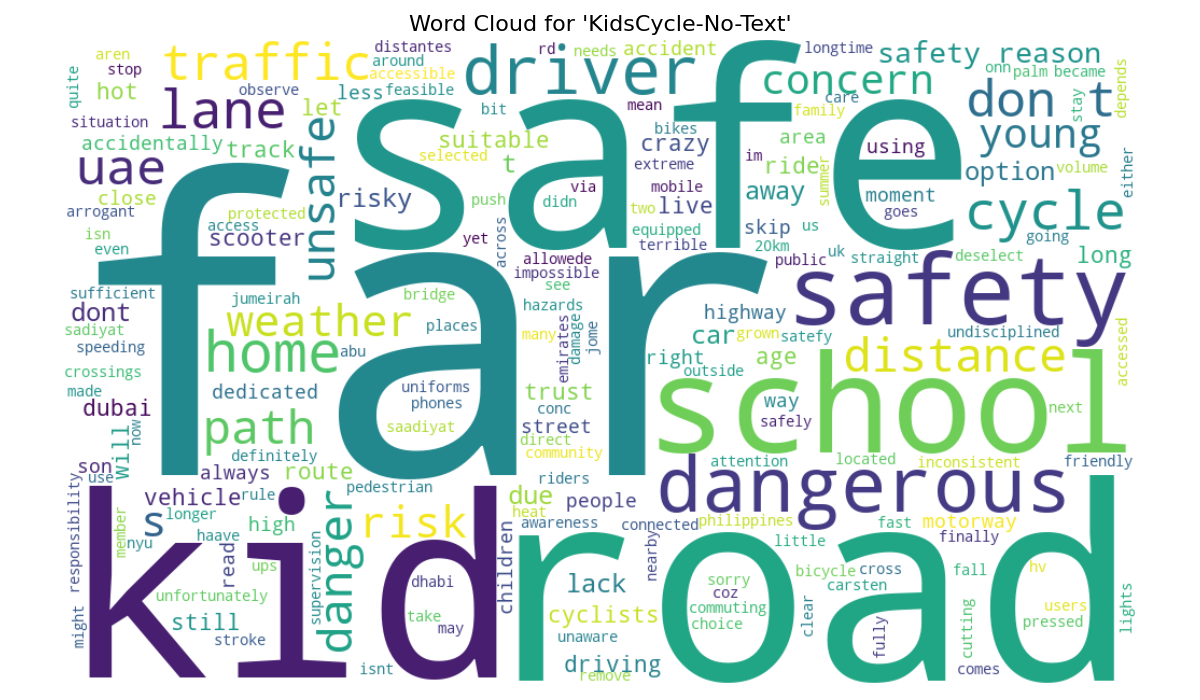 Word Cloud for 'KidsCycle-No-Text'
aren stop quite hot traffic distantes around accessible rd needs accident longtime safety reason
situation observe less feasible driver bit mean concern care onn palm became depends
accidentally lane let track unsafe suitable t selected bikes crazy extreme family area using don t stay
uae close risky push didn via mobile im ride summer away moment young option volume either
arrogant protected access scooter safe two live equipped skip us goes cycle
isn even yet across terrible 20km uk straight going
far allowede impossible see public deselect long
sufficient jumeirah bridge hazards safety
dont weather places many emirates damage jome highway grown satefy undisciplined
sadiyat speeding home abu car right outside age distance accessed
crossings made dedicated uniforms phones trust conc way school next
dubai path saadiyat street direct community safely
will now definitely
son use always route pedestrian riders attention located inconsistent friendly
responsibility vehicle rule due people dangerous
s longer high danger risk heat awareness connected philippines fast motorway
member nyu haave read children nearby little finally
ups supervision kid dhabi lack road sorry coz bicycle cross carsten fall hv
unfortunately take may cyclists commuting choice users pressed lights
might still stroke unaware clear fully cutting
isnt driving remove comes